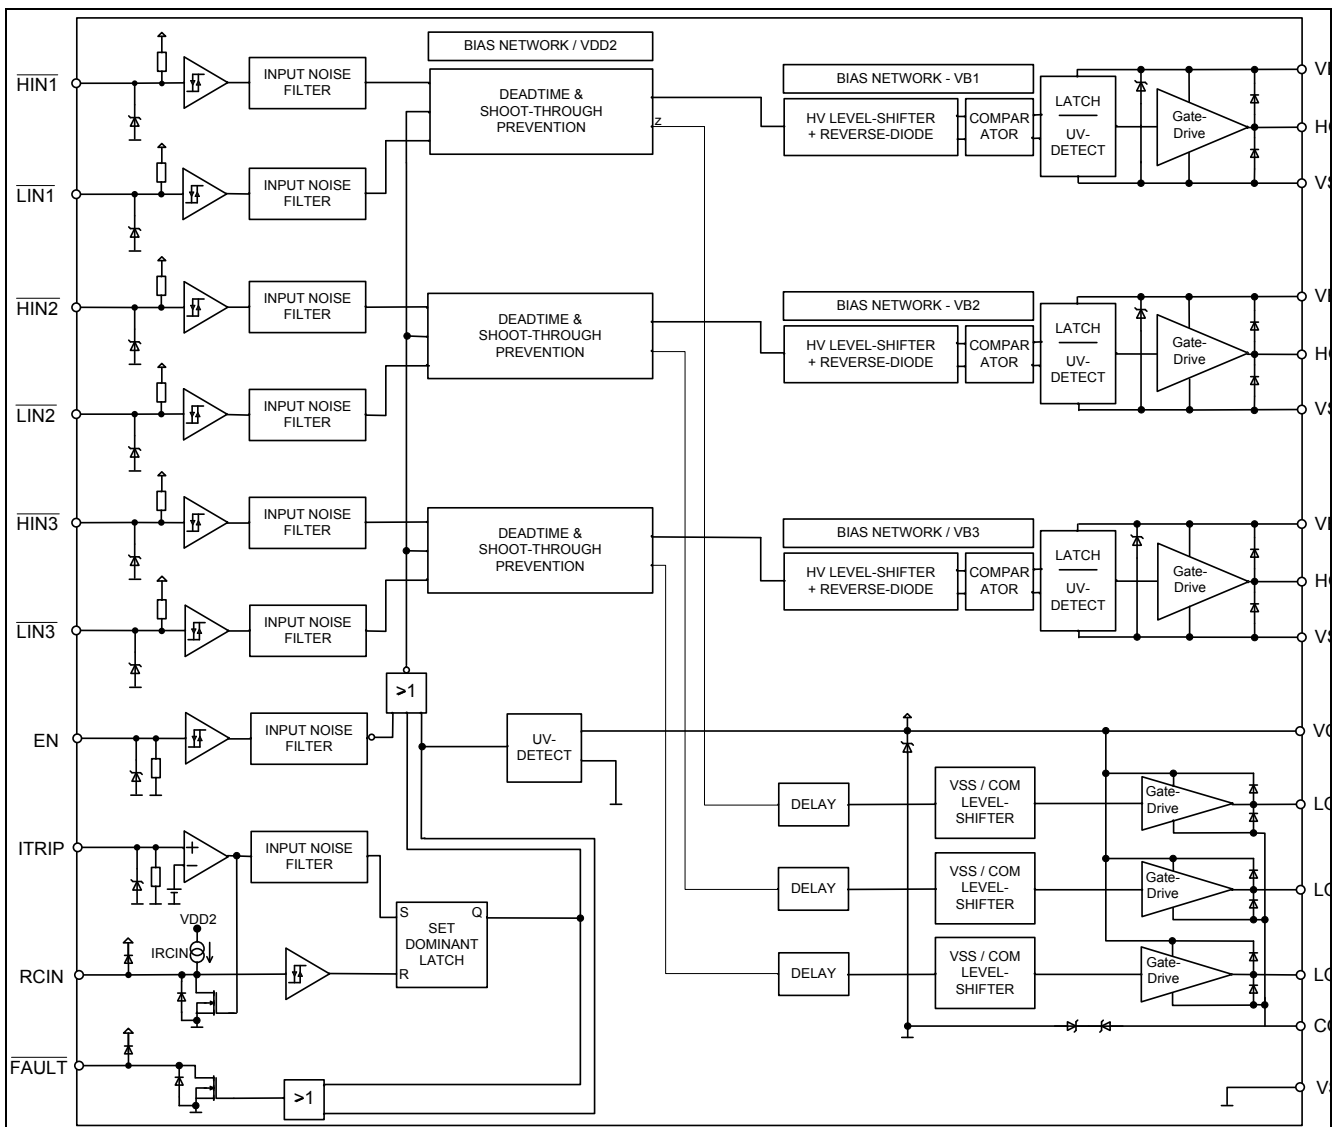 BIAS NETWORK / VDD2
HIN1
INPUT NOISE
FILTER
DEADTIME &
SHOOT-THROUGH
PREVENTION
Z
LIN1
INPUT NOISE
FILTER
BIAS NETWORK - VB1
HV LEVEL-SHIFTER
+ REVERSE-DIODE
COMPAR
ATOR
LATCH
UV-
DETECT
Gate-
Drive
HIN2
INPUT NOISE
FILTER
DEADTIME &
SHOOT-THROUGH
PREVENTION
LIN2
INPUT NOISE
FILTER
BIAS NETWORK - VB2
HV LEVEL-SHIFTER
+ REVERSE-DIODE
COMPAR
ATOR
LATCH
UV-
DETECT
Gate-
Drive
HIN3
INPUT NOISE
FILTER
DEADTIME &
SHOOT-THROUGH
PREVENTION
LIN3
INPUT NOISE
FILTER
BIAS NETWORK / VB3
HV LEVEL-SHIFTER
+ REVERSE-DIODE
COMPAR
ATOR
LATCH
UV-
DETECT
Gate-
Drive
>1
EN
INPUT NOISE
FILTER
UV-
DETECT
DELAY
VSS / COM
LEVEL-
SHIFTER
Gate-
Drive
ITRIP
+
−
INPUT NOISE
FILTER
DELAY
VSS / COM
LEVEL-
SHIFTER
Gate-
Drive
VDD2
IRCIN
S
Q
SET
DOMINANT
LATCH
R
RCIN
DELAY
VSS / COM
LEVEL-
SHIFTER
Gate-
Drive
FAULT
>1